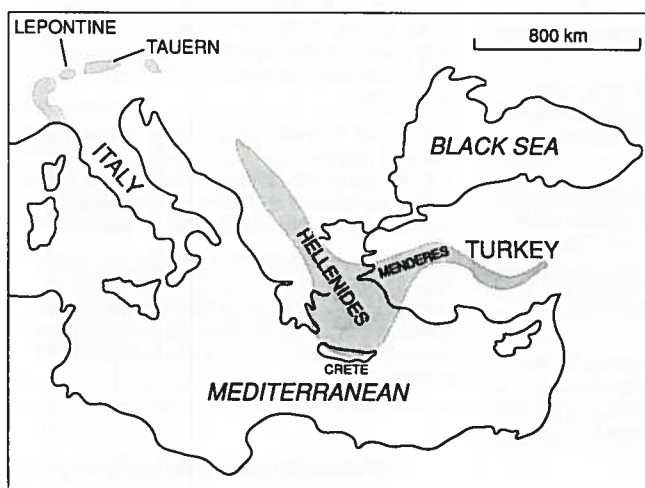 LEPONTINE
TAUERN
800 km
ITALY
BLACK SEA
HELLENIDES
MENDERES
TURKEY
CRETE
MEDITERRANEAN